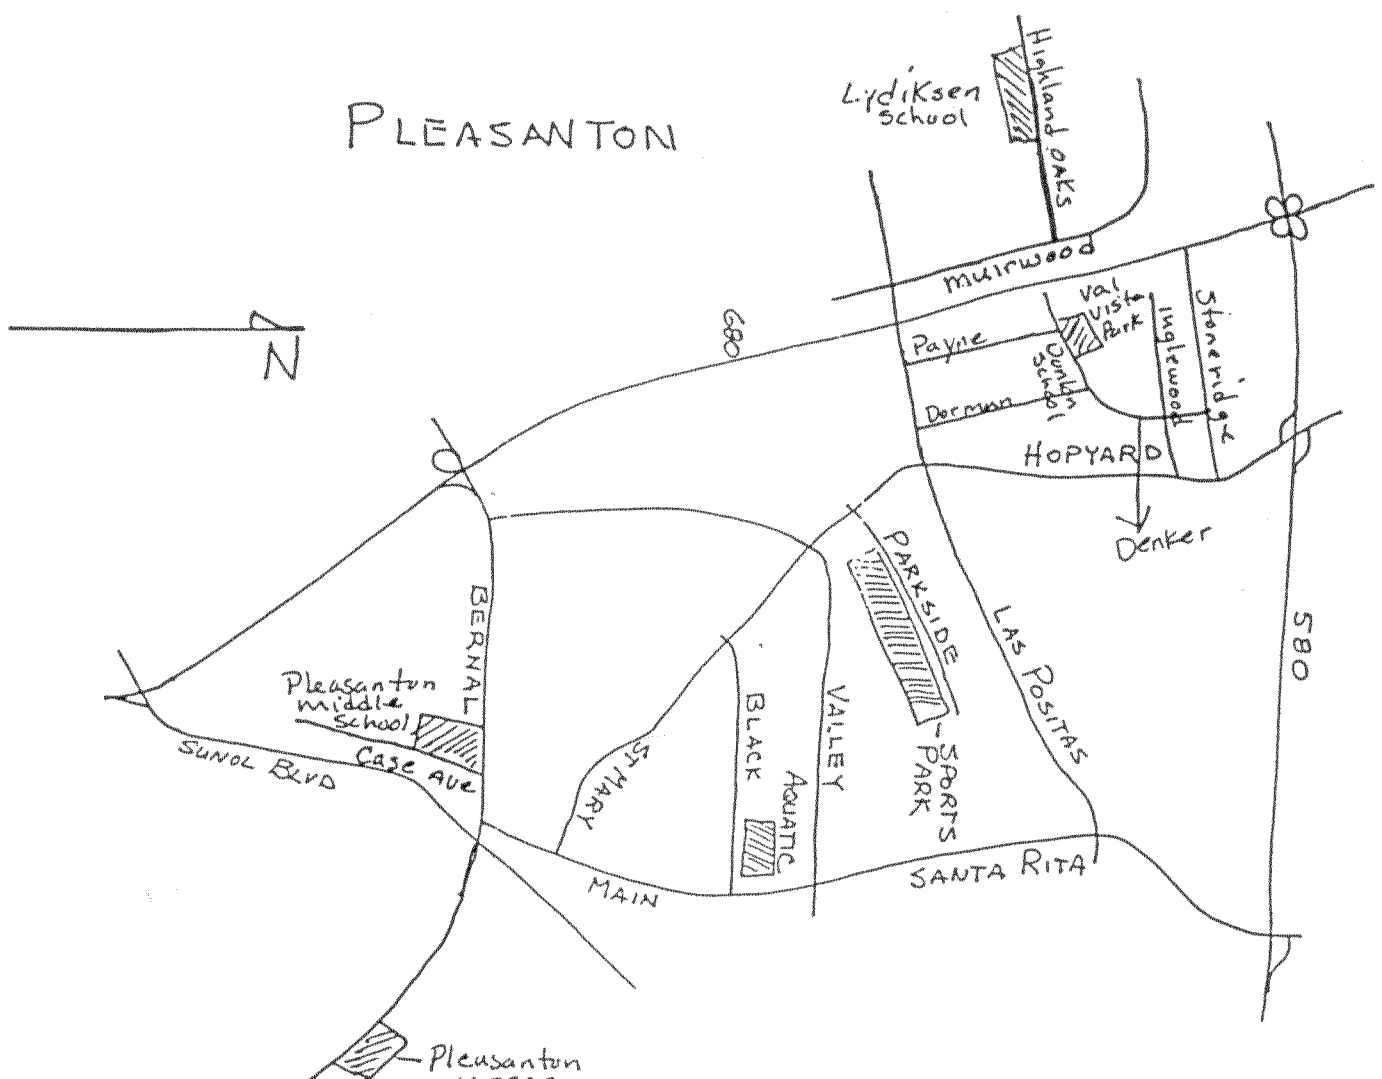 PLEASANTON
Lydiksen
school
Highland Oaks
Muirwood
N
680
Val
Vista
Park
Stoneridge
Inglewood
Payne
Donlon
School
Dorman
HOPYARD
Denker
580
BERNAL
PARKSIDE
LAS POSITAS
Pleasanton
middle
school
Case Ave
SUNOL BLVD
ST MARY
BLACK
VALLEY
AQUATIC
SPORTS
PARK
MAIN
SANTA RITA
Pleasanton